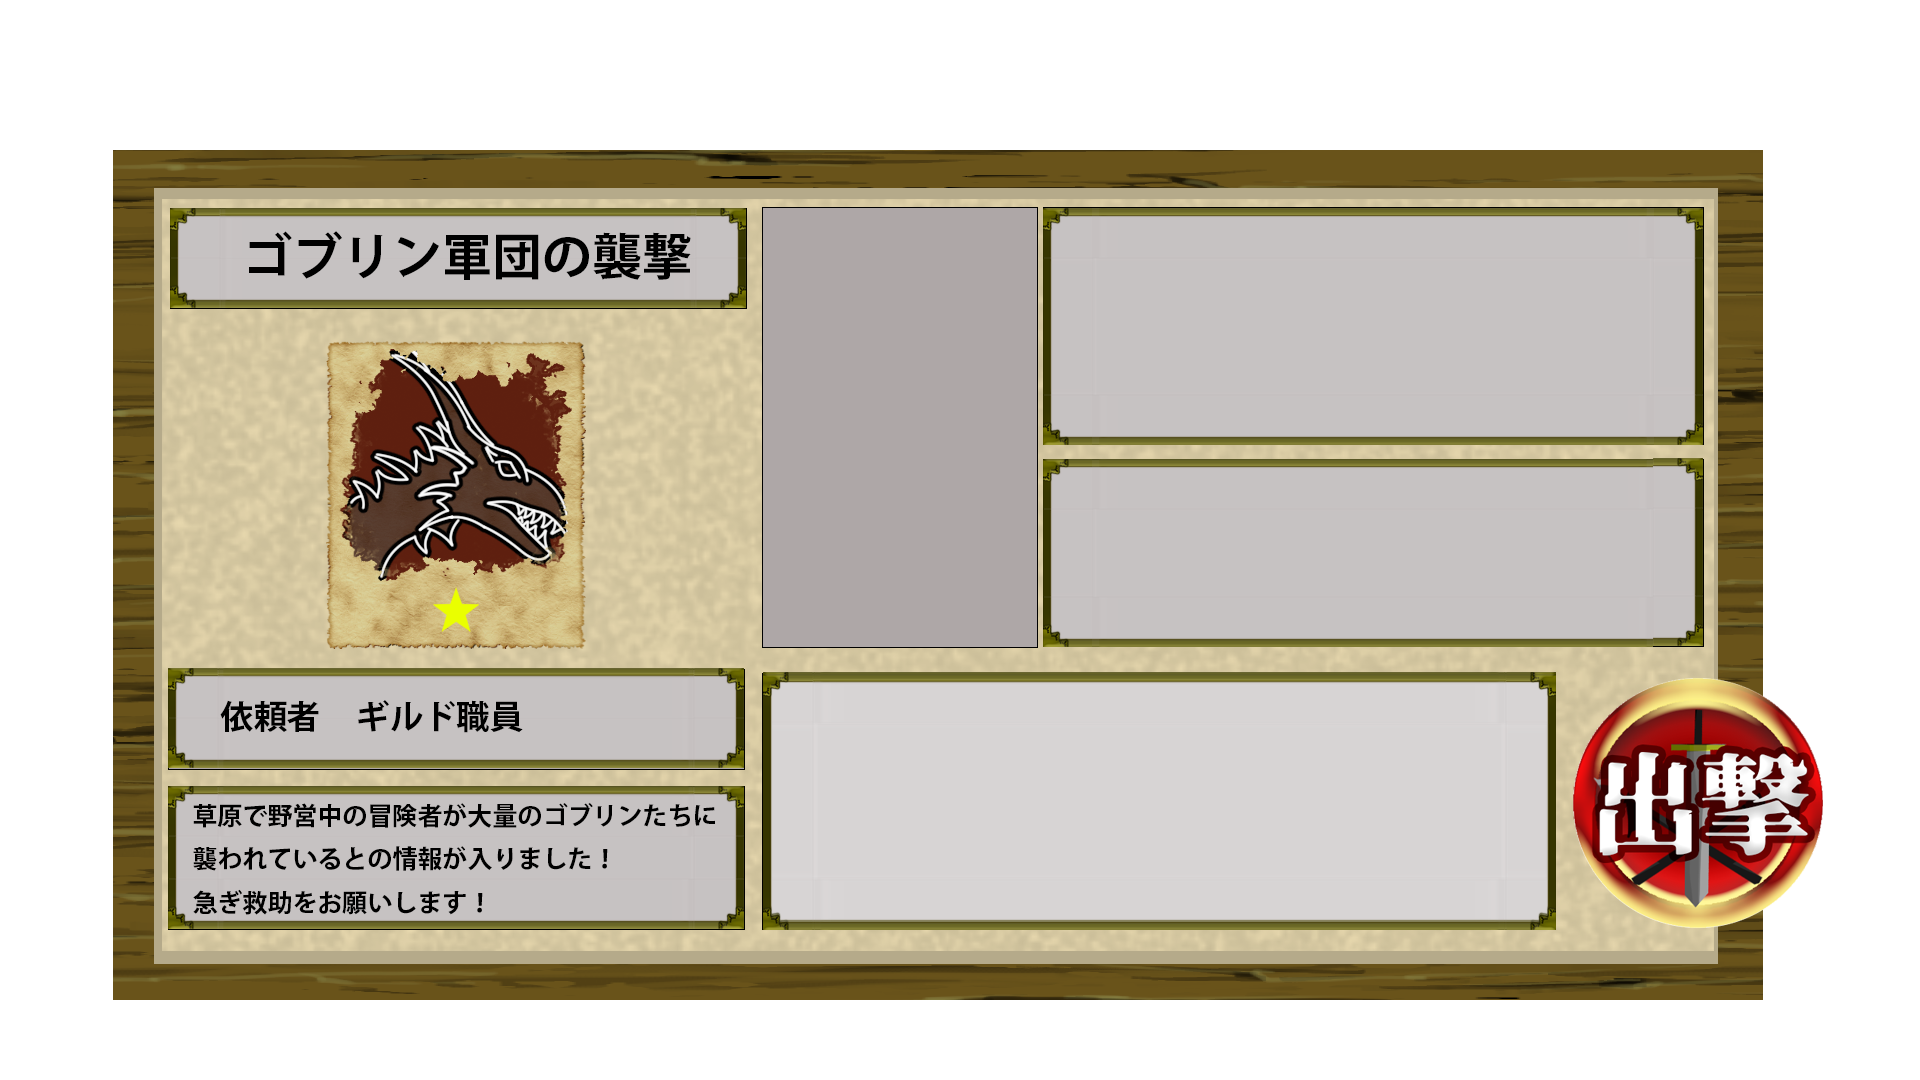 ゴブリン軍団の襲撃
依頼者　ギルド職員
草原で野営中の冒険者が大量のゴブリンたちに
襲われているとの情報が入りました！
急ぎ救助をお願いします！
出撃